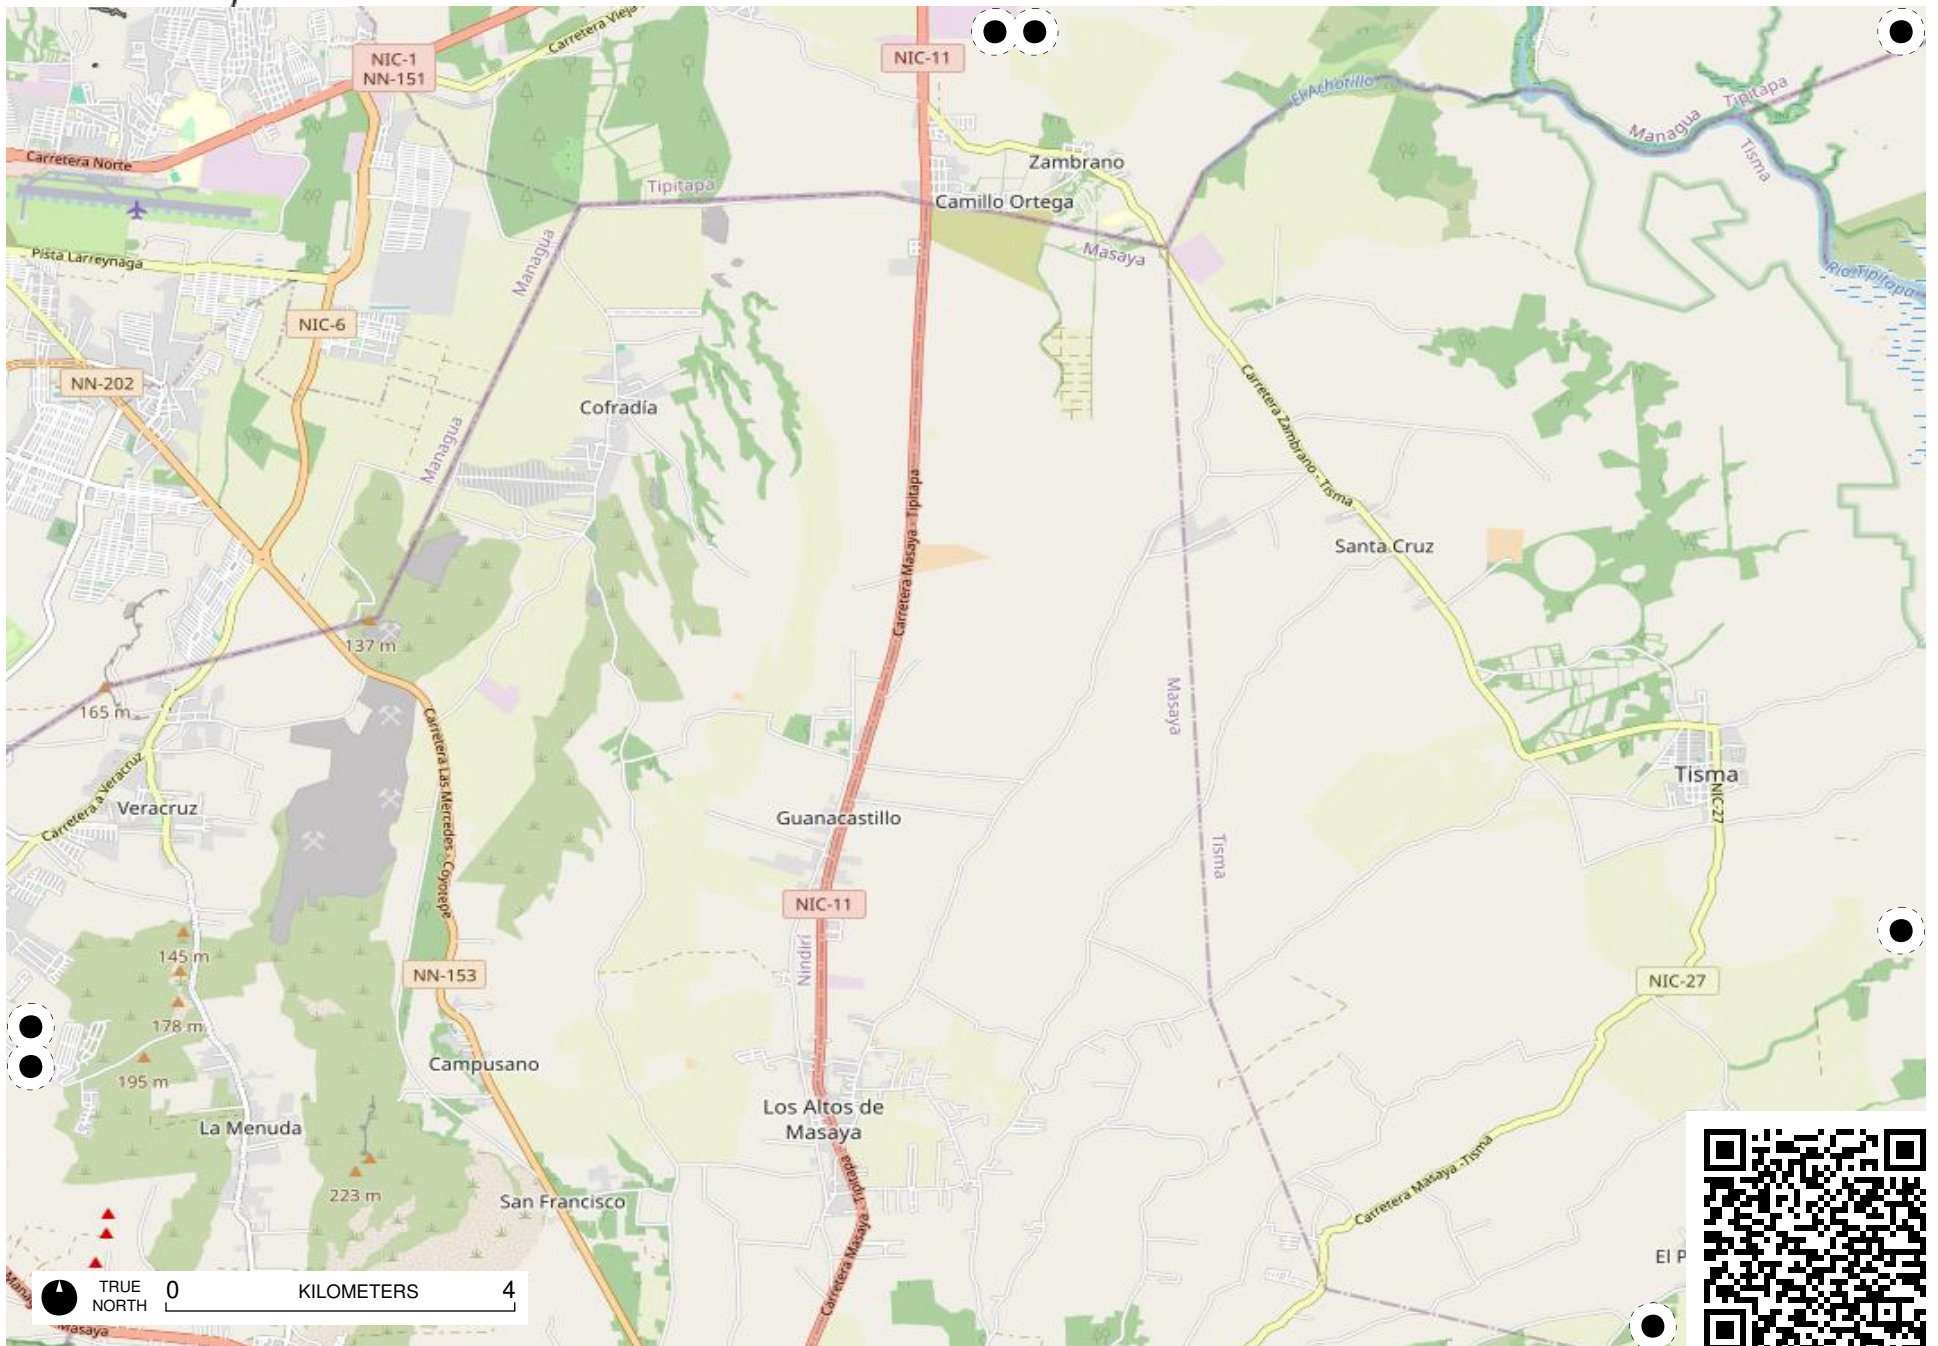 Carretera Vieja
NIC-1
NN-151
NIC-11
El Achotillo
Tipitapa
Managua
Tisma
Carretera Norte
Zambrano
Tipitapa
Camillo Ortega
Masaya
Managua
Pista Larreynaga
Río Tipitapa
NIC-6
NN-202
Cofradía
Carretera Zambrano - Tisma
Managua
Carretera Masaya - Tipitapa
Santa Cruz
137 m
165 m
Masaya
Carretera Las Mercedes - Coyotepe
Carretera a Veracruz
Veracruz
Guanacastillo
Tisma
NIC-27
Tisma
NIC-11
Nindirí
145 m
NN-153
NIC-27
178 m
Campusano
195 m
Los Altos de
Masaya
La Menuda
Carretera Masaya -Tisma
223 m
San Francisco
Carretera Masaya - Tipitapa
El P
TRUE
NORTH
0 KILOMETERS 4
Masaya